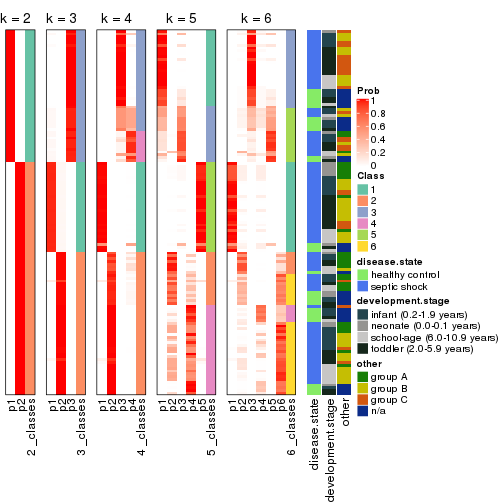 k = 2 k = 3 k = 4 k = 5 k = 6
Prob
1
0.8
0.6
0.4
0.2
0
Class
1
2
3
4
5
6
disease.state
healthy control
septic shock
development.stage
infant (0.2-1.9 years)
neonate (0.0-0.1 years)
school-age (6.0-10.9 years)
toddler (2.0-5.9 years)
other
group A
group B
group C
n/a
p1
p2
2_classes
p1
p2
p3
3_classes
p1
p2
p3
p4
4_classes
p1
p2
p3
p4
p5
5_classes
p1
p2
p3
p4
p5
p6
6_classes
disease.state
development.stage
other